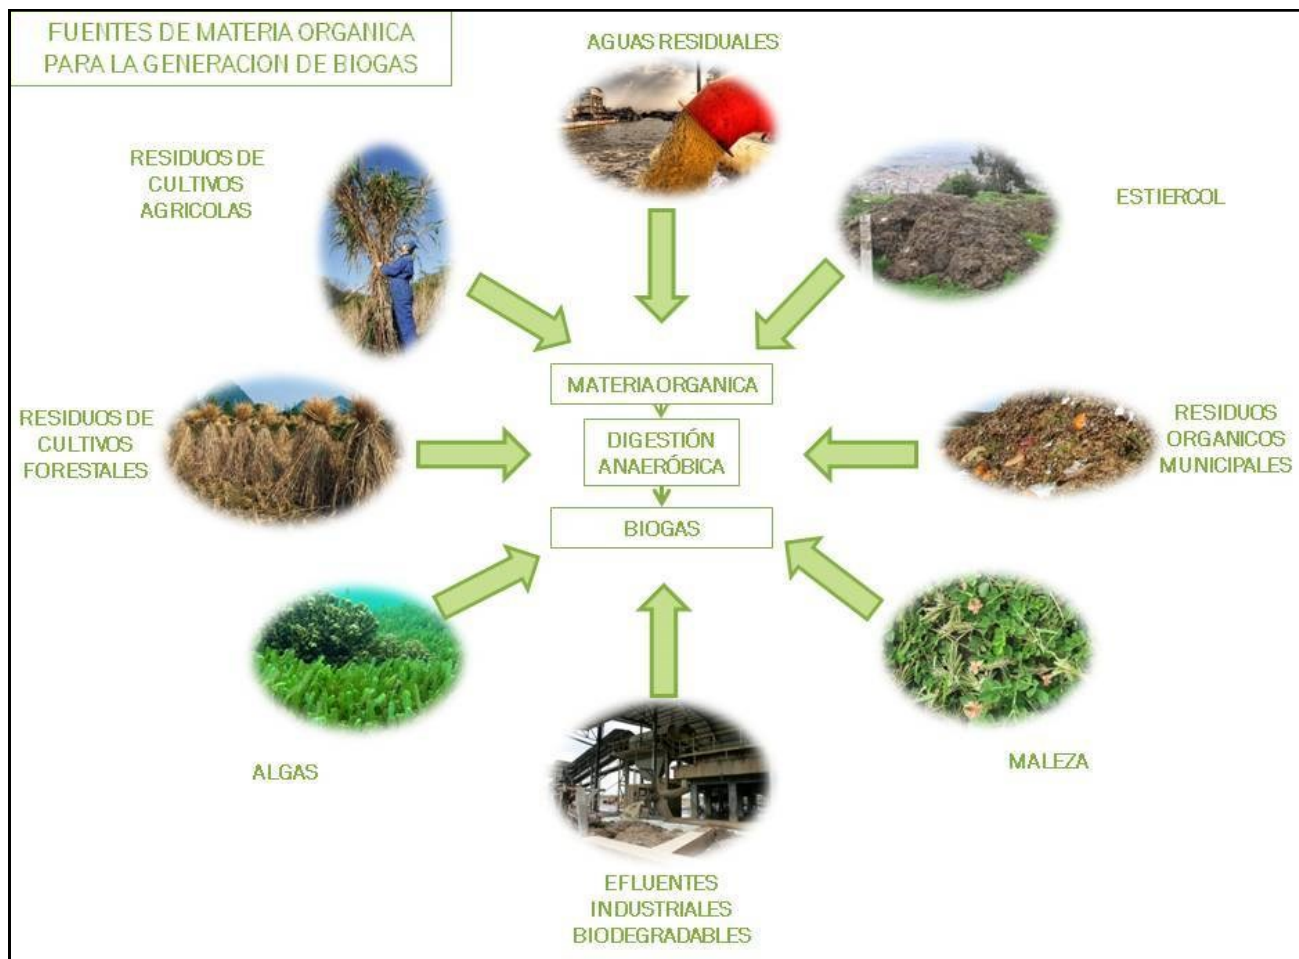 FUENTES DE MATERIA ORGANICA
PARA LA GENERACION DE BIOGAS
AGUAS RESIDUALES
RESIDUOS DE
CULTIVOS
AGRICOLAS
ESTIERCOL
MATERIA ORGANICA
RESIDUOS DE
CULTIVOS
FORESTALES
DIGESTIÓN
ANAERÓBICA
RESIDUOS
ORGANICOS
MUNICIPALES
BIOGAS
ALGAS
MALEZA
EFLUENTES
INDUSTRIALES
BIODEGRADABLES